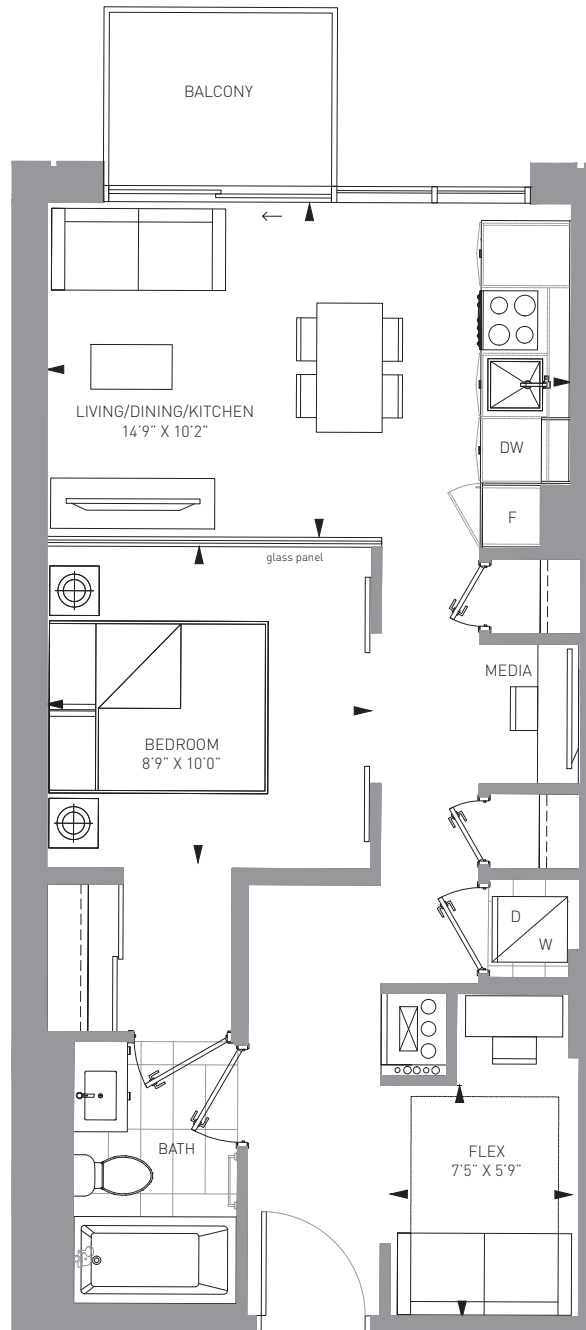 BALCONY
LIVING/DINING/KITCHEN
14'9" X 10'2"
DW
F
glass panel
MEDIA
BEDROOM
8'9" X 10'0"
D
W
BATH
FLEX
7'5" X 5'9"